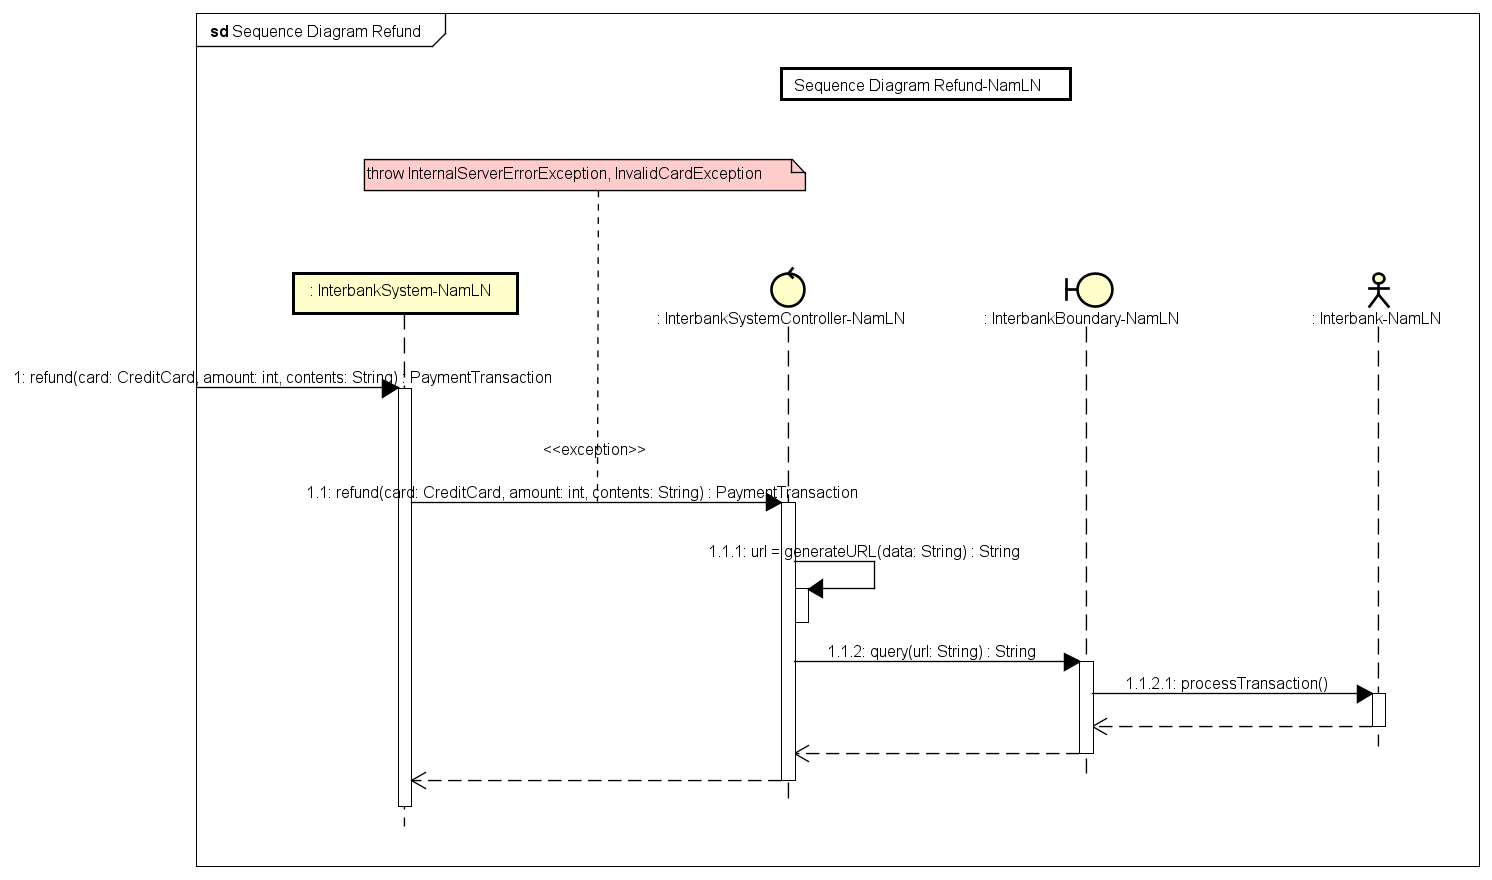 sd Sequence Diagram Refund
Sequence Diagram Refund-NamLN
throw InternalServerErrorException, InvalidCardException
: InterbankSystem-NamLN
: InterbankSystemController-NamLN
: InterbankBoundary-NamLN
: Interbank-NamLN
1: refund(card: CreditCard, amount: int, contents: String) : PaymentTransaction
<<exception>>
1.1: refund(card: CreditCard, amount: int, contents: String) : PaymentTransaction
1.1.1: url = generateURL(data: String) : String
1.1.2: query(url: String) : String
1.1.2.1: processTransaction()